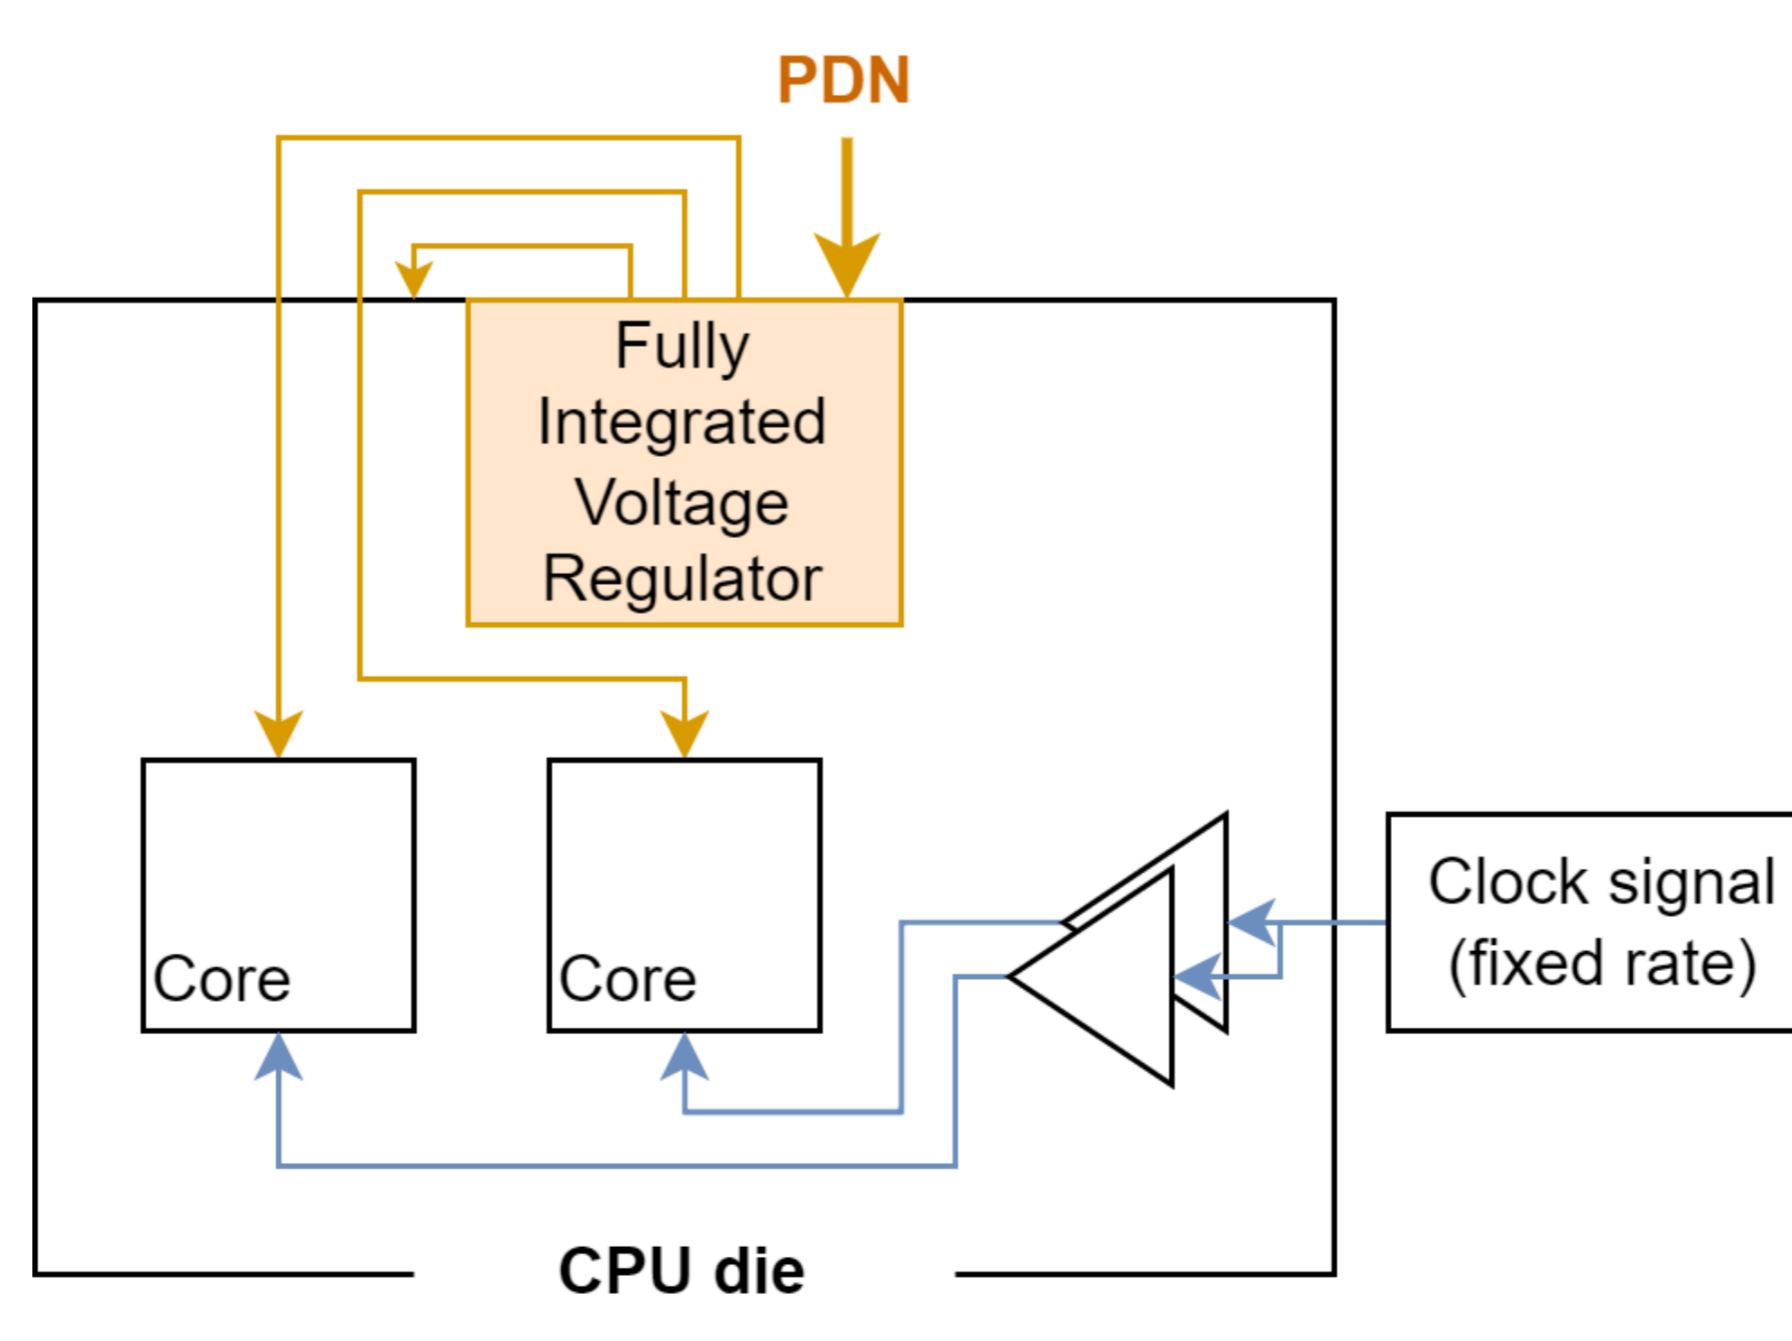 PDN
Fully
Integrated
Voltage
Regulator
Core
Core
Clock signal
(fixed rate)
CPU die